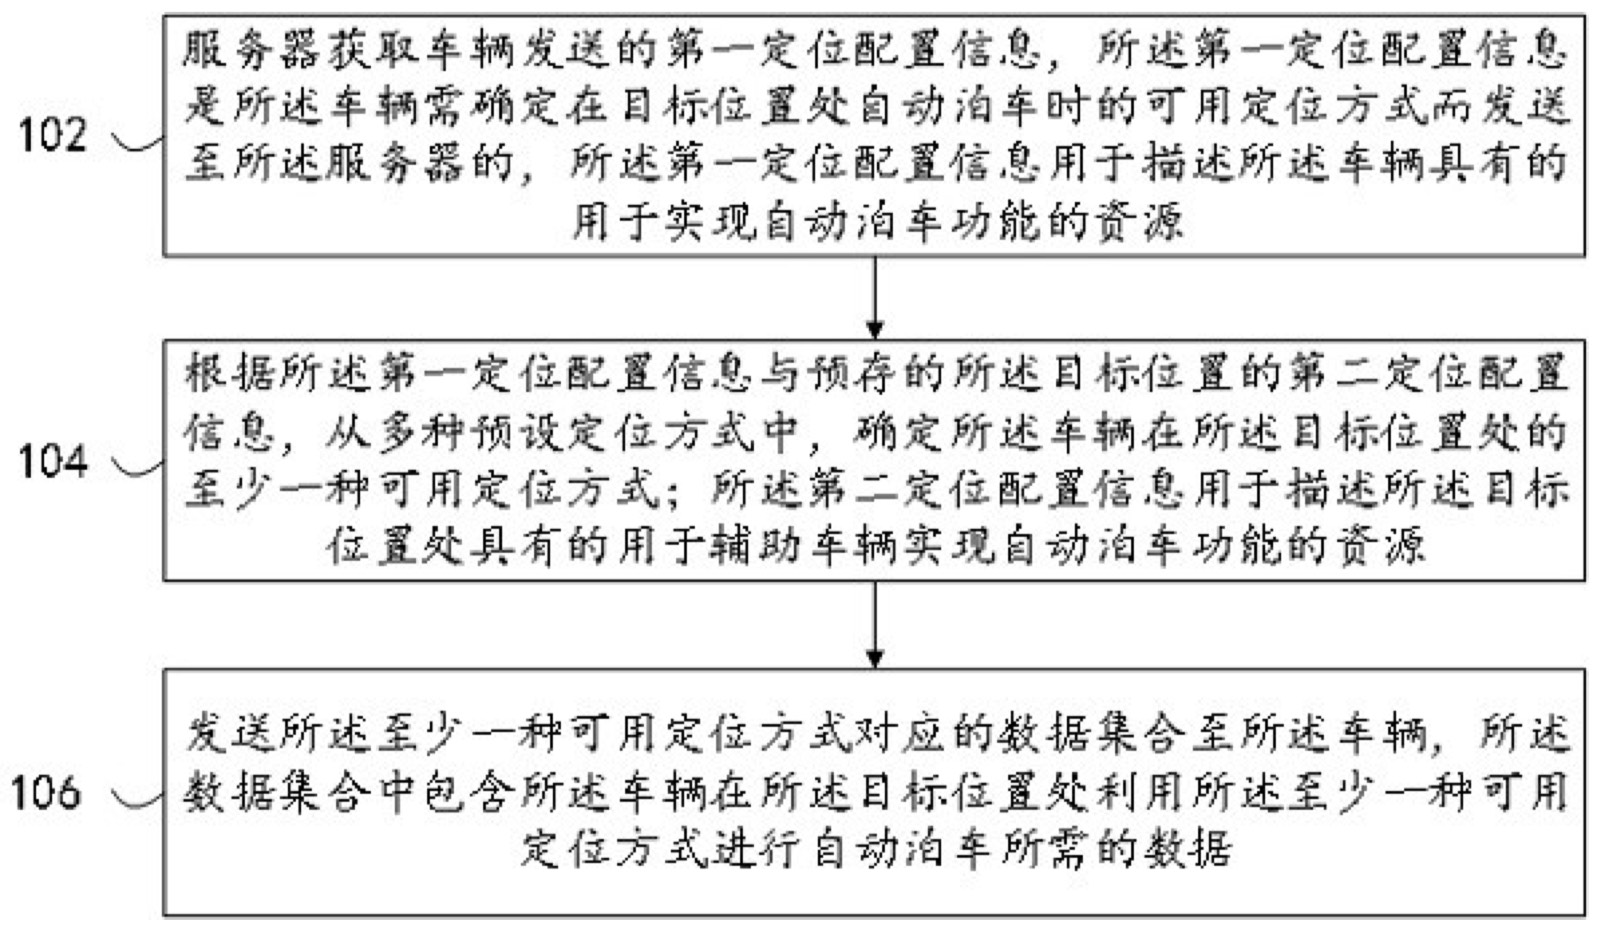 服务器获取车辆发送的第一定位配置信息，所述第一定位配置信息
是所述车辆需确定在目标位置处自动泊车时的可用定位方式而发送
102
至所述服务器的，所述第一定位配置信息用于描述所述车辆具有的
用于实现自动泊车功能的资源
根据所述第一定位配置信息与预存的所述目标位置的第二定位配置
信息，从多种预设定位方式中，确定所述车辆在所述目标位置处的
104
至少一种可用定位方式；所述第二定位配置信息用于描述所述目标
位置处具有的用于辅助车辆实现自动泊车功能的资源
发送所述至少一种可用定位方式对应的数据集合至所述车辆，所述
106
数据集合中包含所述车辆在所述目标位置处利用所述至少一种可用
定位方式进行自动泊车所需的数据